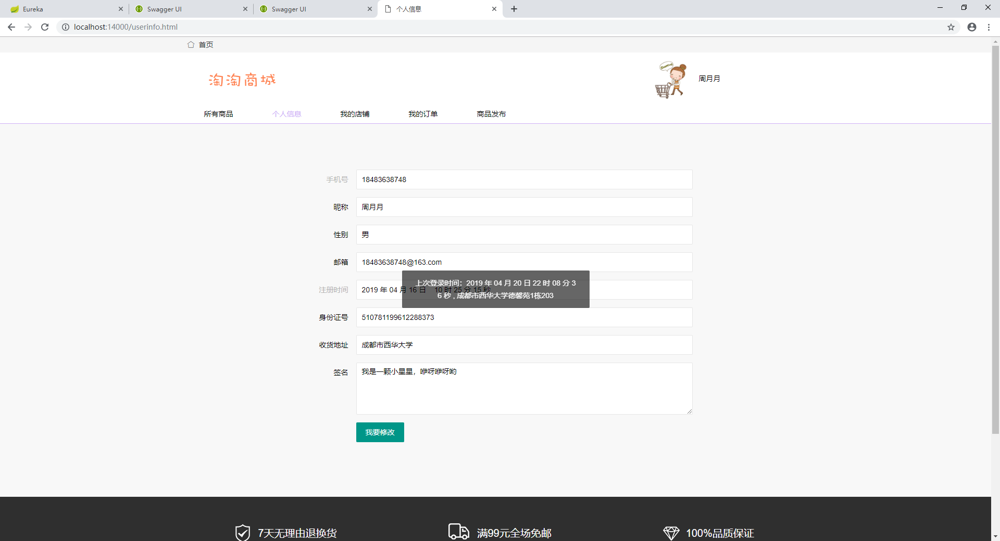 Eureka
Swagger UI
Swagger UI
个人信息
localhost:14000/userinfo.html
首页
淘淘商城
周月月
所有商品
个人信息
我的店铺
我的订单
商品发布
手机号
18483638748
昵称
周月月
性别
男
邮箱
18483638748@163.com
上次登录时间：2019 年 04 月 20 日 22 时 08 分 3
6 秒 , 成都市西华大学德馨苑1栋203
注册时间
2019 年 04 月 16 日 10 时 25 分 15 秒
身份证号
510781199612288373
收货地址
成都市西华大学
签名
我是一颗小星星，咿呀咿呀哟
我要修改
7天无理由退换货
满99元全场免邮
100%品质保证